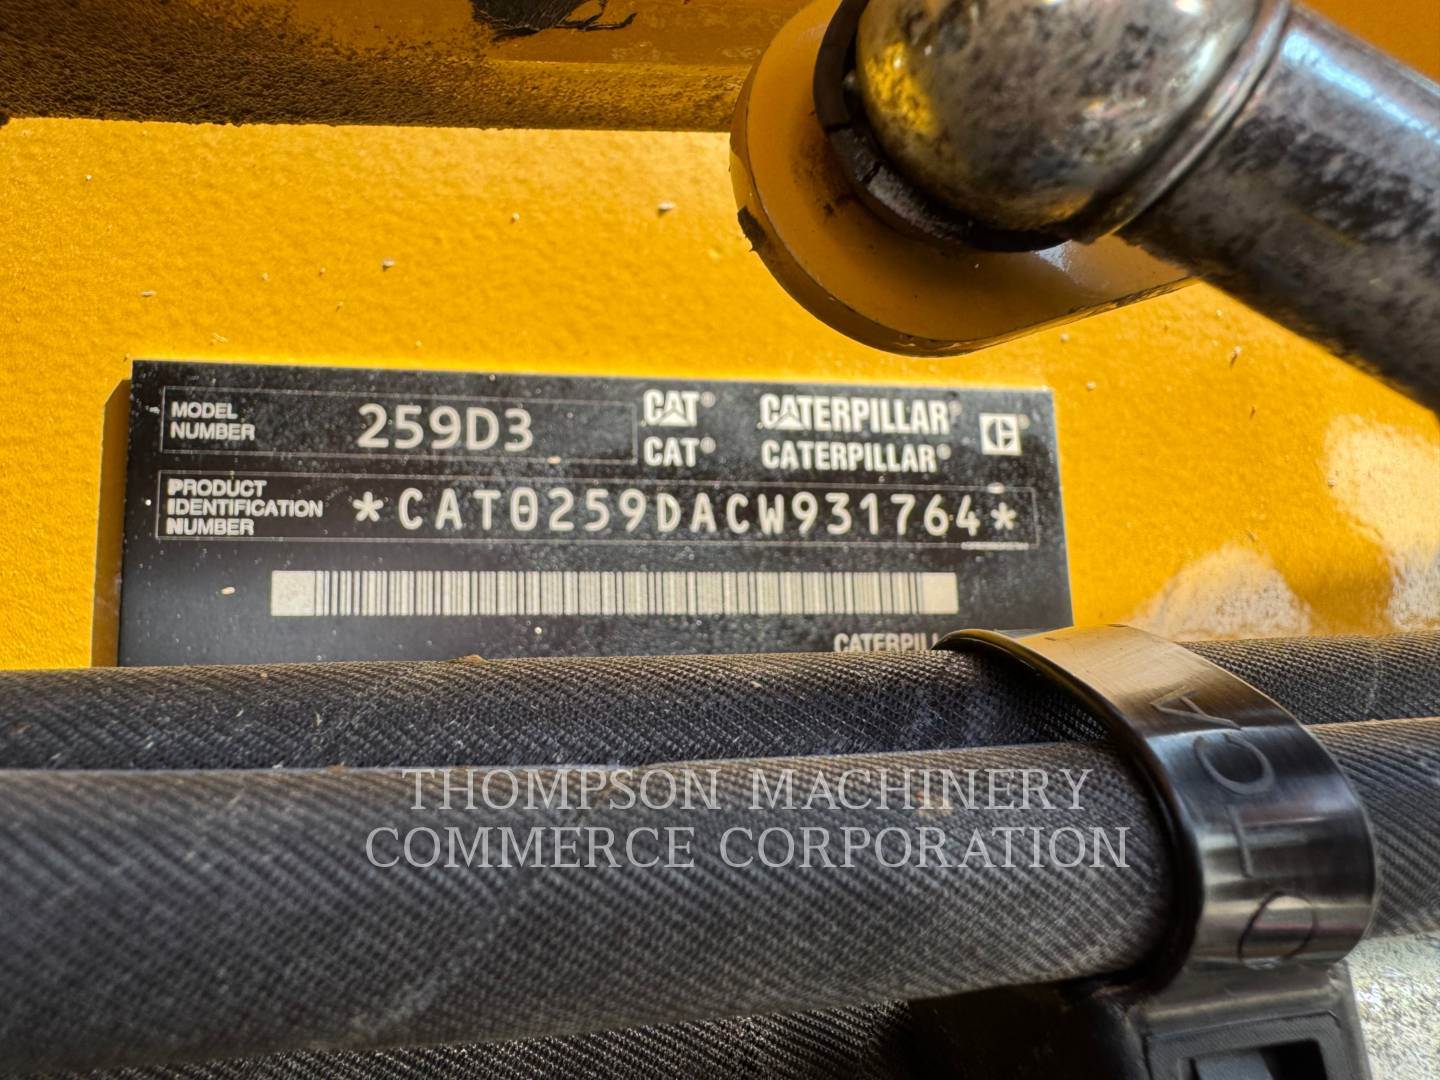 MODEL NUMBER 259D3
CAT® CATERPILLAR®
CAT® CATERPILLAR®
PRODUCT IDENTIFICATION NUMBER *CAT0259DACW931764*
THOMPSON MACHINERY
COMMERCE CORPORATION